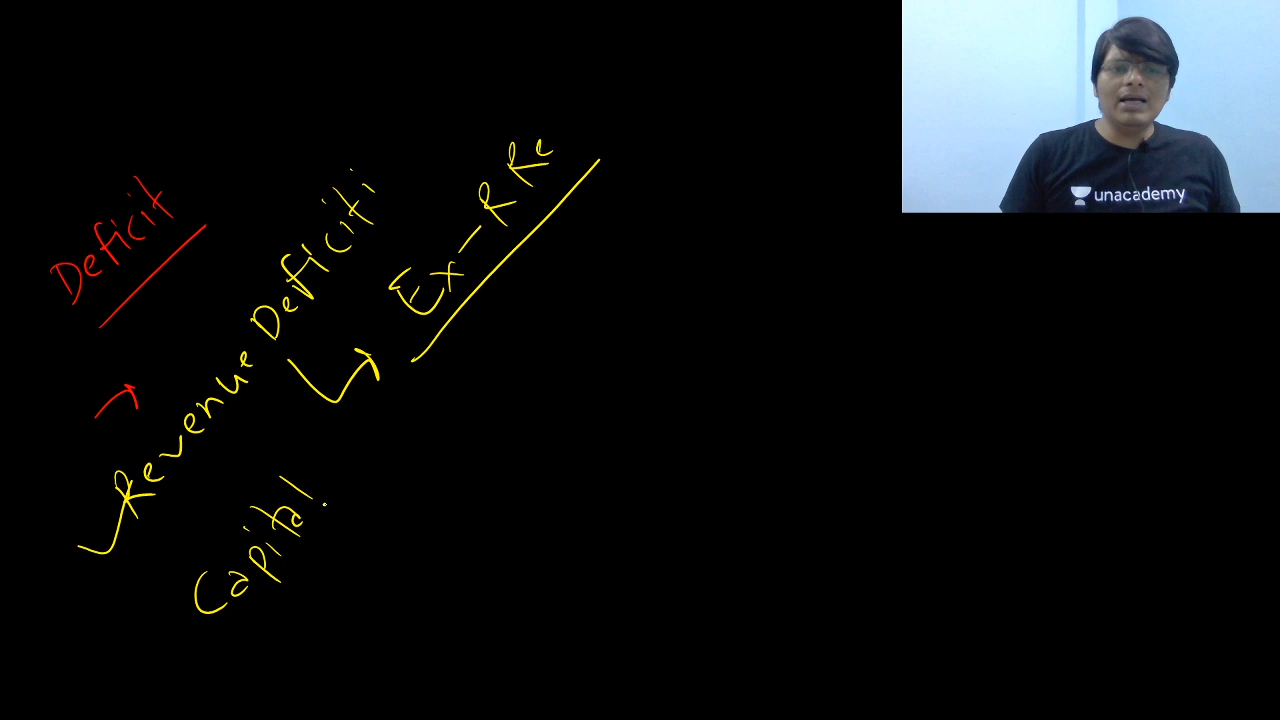 Deficit
Revenue Deficit:
Ex - R Re
Capital.
unacademy